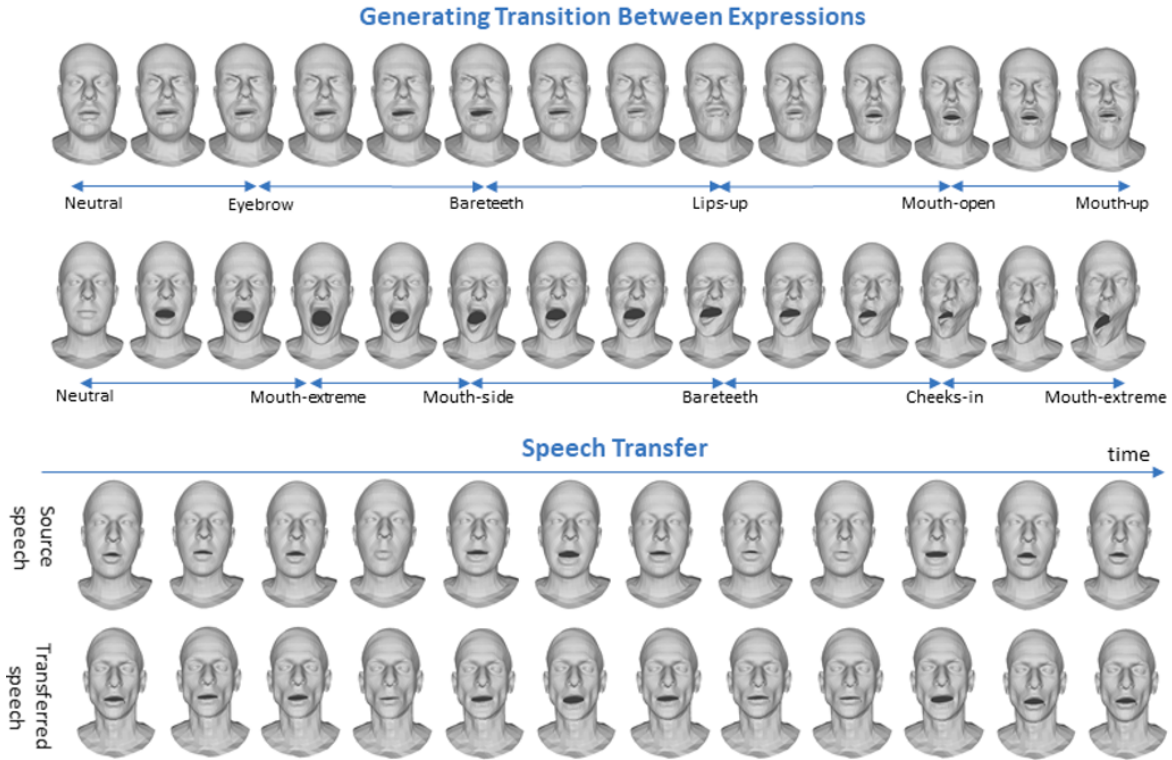 Generating Transition Between Expressions
Neutral Eyebrow Bareteeth Lips-up Mouth-open Mouth-up
Neutral Mouth-extreme Mouth-side Bareteeth Cheeks-in Mouth-extreme
Speech Transfer
time
Source
speech
Transferred
speech